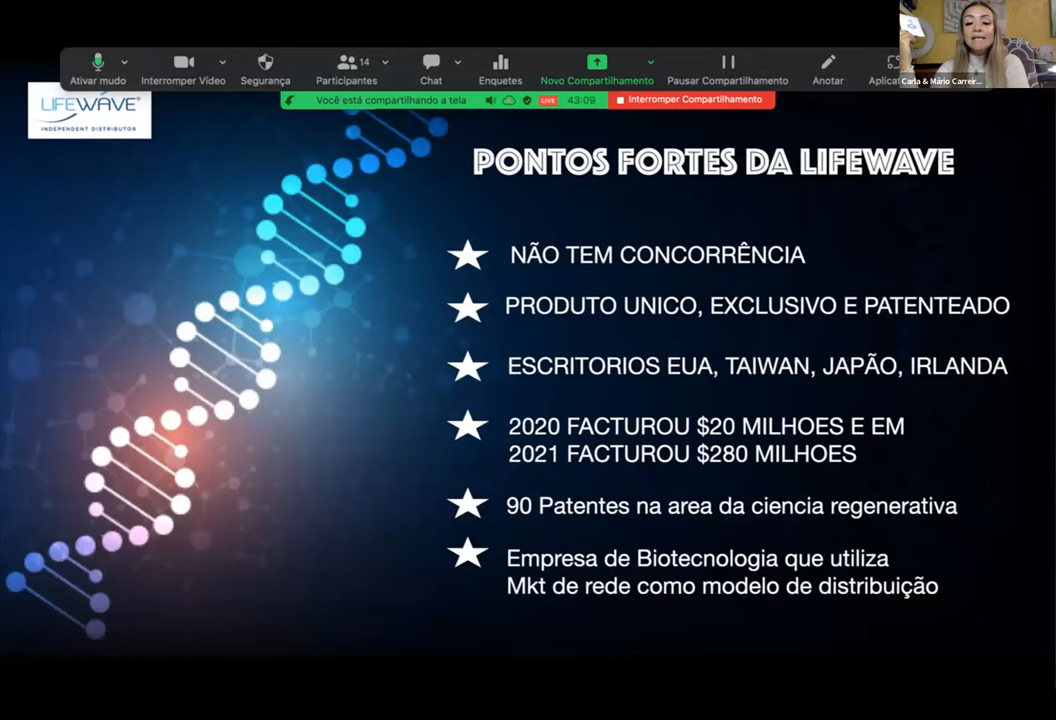 14
Ativar mudo
Interromper Vídeo
Segurança
Participantes
Chat
Enquetes
Novo Compartilhamento
Pausar Compartilhamento
Anotar
Carla & Mário Carreir...
Você está compartilhando a tela
LIVE
43:09
Interromper Compartilhamento
LIFEWAVE®
INDEPENDENT DISTRIBUTOR
PONTOS FORTES DA LIFEWAVE
NÃO TEM CONCORRÊNCIA
PRODUTO UNICO, EXCLUSIVO E PATENTEADO
ESCRITORIOS EUA, TAIWAN, JAPÃO, IRLANDA
2020 FACTUROU $20 MILHOES E EM
2021 FACTUROU $280 MILHOES
90 Patentes na area da ciencia regenerativa
Empresa de Biotecnologia que utiliza
Mkt de rede como modelo de distribuição